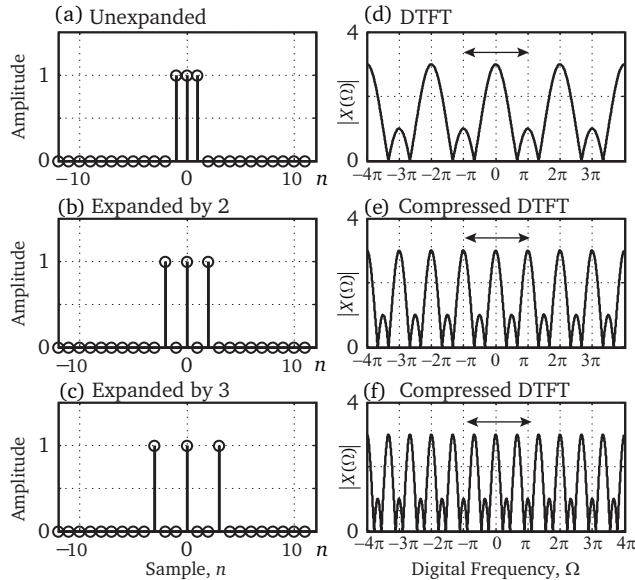 (a) Unexpanded
Amplitude
1
0
−10 0 10 n
(d) DTFT
|X(Ω)|
4
0
−4π −3π −2π −π 0 π 2π 3π
(b) Expanded by 2
Amplitude
1
0
−10 0 10 n
(e) Compressed DTFT
|X(Ω)|
4
0
−4π −3π −2π −π 0 π 2π 3π
(c) Expanded by 3
Amplitude
1
0
−10 0 10 n
Sample, n
(f) Compressed DTFT
|X(Ω)|
4
0
−4π −3π −2π −π 0 π 2π 3π 4π
Digital Frequency, Ω